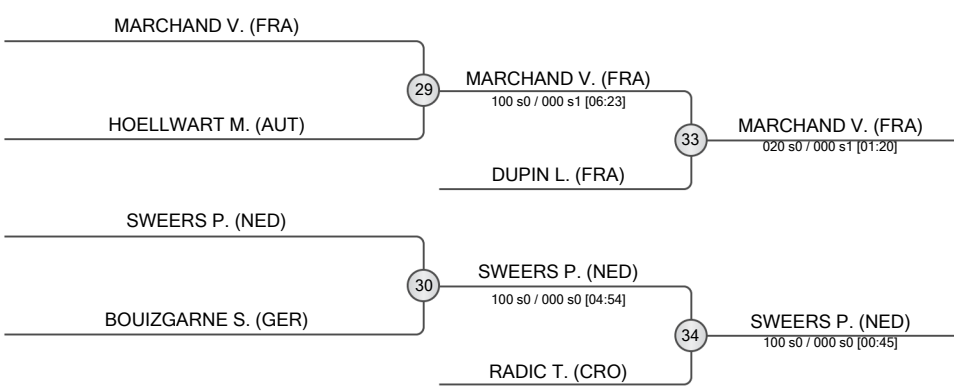 MARCHAND V. (FRA)
29
MARCHAND V. (FRA)
100 s0 / 000 s1 [06:23]
HOELLWART M. (AUT)
33
MARCHAND V. (FRA)
020 s0 / 000 s1 [01:20]
DUPIN L. (FRA)
SWEERS P. (NED)
30
SWEERS P. (NED)
100 s0 / 000 s0 [04:54]
BOUIZGARNE S. (GER)
34
SWEERS P. (NED)
100 s0 / 000 s0 [00:45]
RADIC T. (CRO)